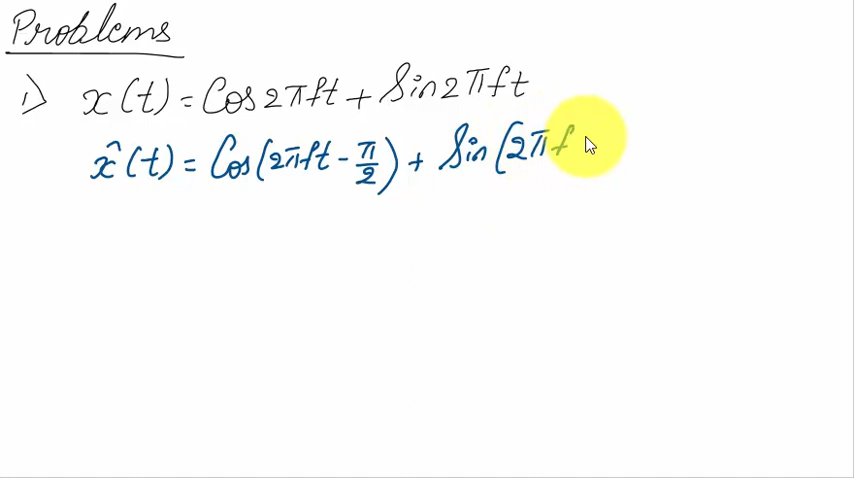 Problems
1) x(t) = Cos 2πft + Sin 2πft
x̂(t) = Cos(2πft - π/2) + Sin(2πf